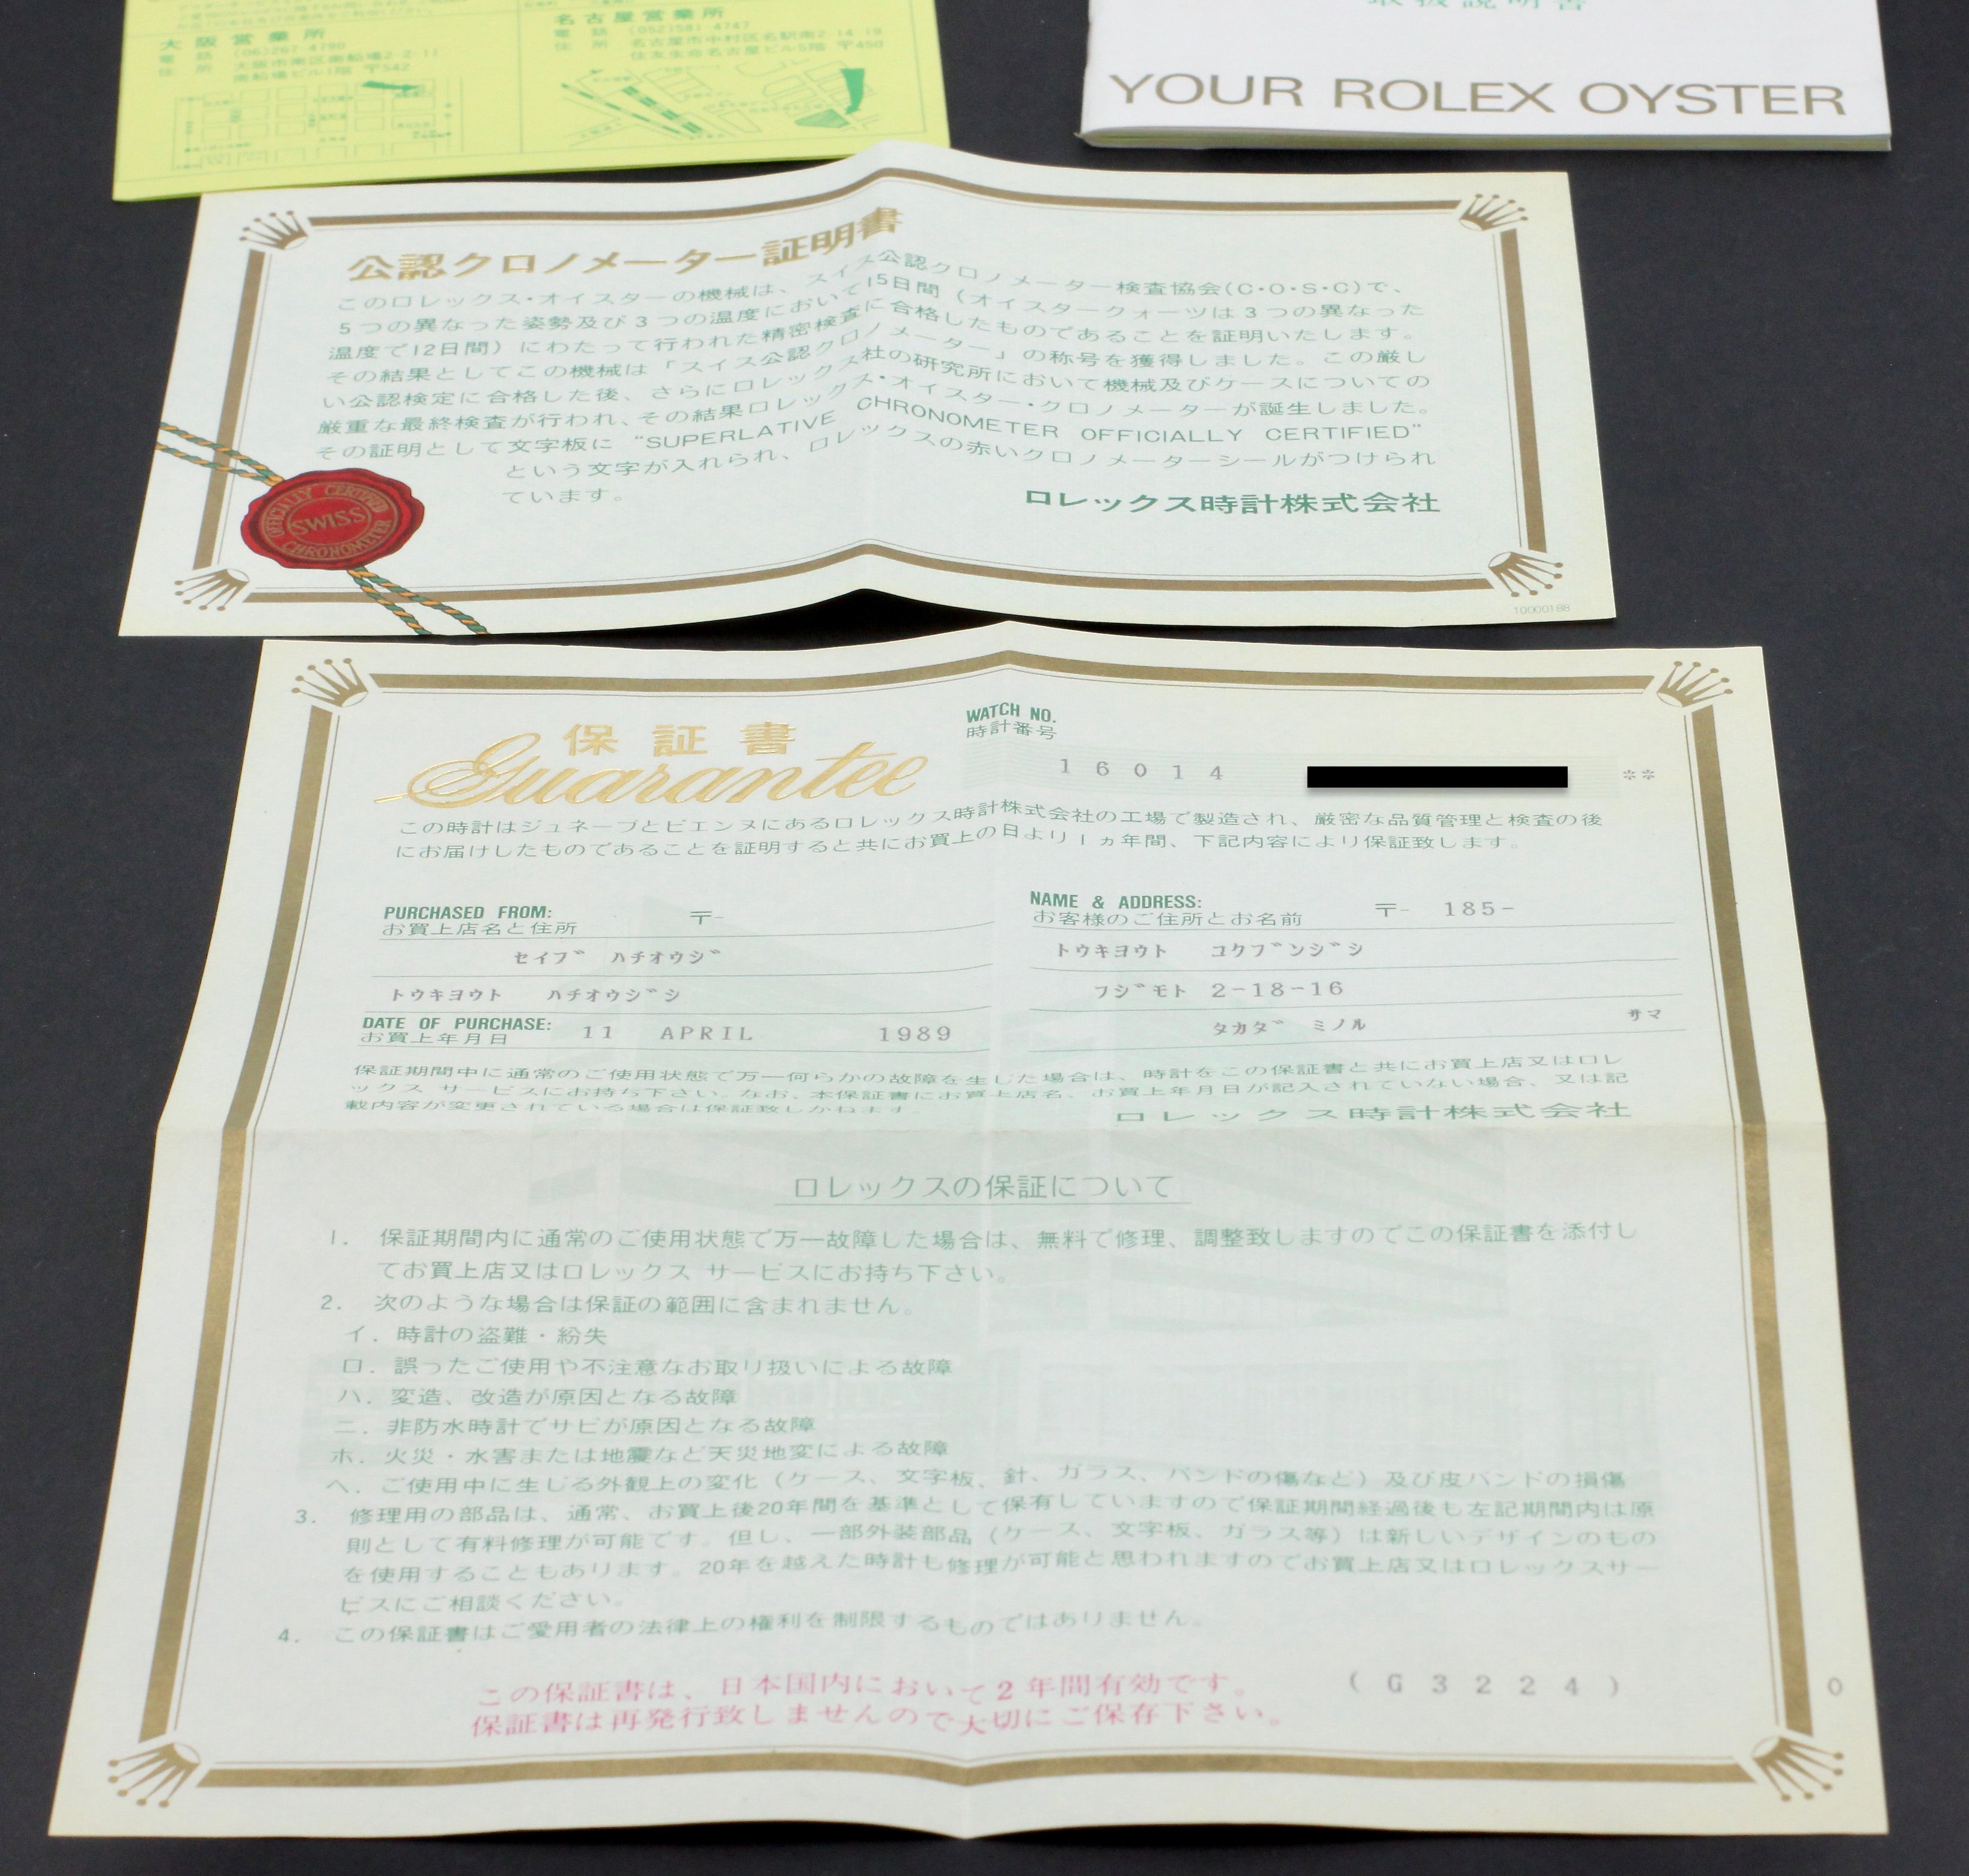 大阪営業所
電話 (06)267-4790
住所 大阪市南区南船場2-2-11
南船場ビル1階 〒542
名古屋営業所
電話 (052)581-4747
住所 名古屋市中村区名駅南2-14-19
住友生命名古屋ビル5階 〒450
取扱説明書
YOUR ROLEX OYSTER
公認クロノメーター証明書
このロレックス・オイスターの機械は、スイス公認クロノメーター検査協会(C・O・S・C)で、
5つの異なった姿勢及び3つの温度において15日間（オイスタークォーツは3つの異なった
温度で12日間）にわたって行われた精密検査に合格したものであることを証明いたします。
その結果としてこの機械は「スイス公認クロノメーター」の称号を獲得しました。この厳し
い公認検定に合格した後、さらにロレックス社の研究所において機械及びケースについての
厳重な最終検査が行われ、その結果ロレックス・オイスター・クロノメーターが誕生しました。
その証明として文字板に "SUPERLATIVE CHRONOMETER OFFICIALLY CERTIFIED"
という文字が入れられ、ロレックスの赤いクロノメーターシールがつけられ
ています。
ロレックス時計株式会社
OFFICIALLY CERTIFIED
SWISS
CHRONOMETER
10000188
保証書
Guarantee
WATCH NO.
時計番号
16014 **
この時計はジュネーブとビエンヌにあるロレックス時計株式会社の工場で製造され、厳密な品質管理と検査の後
にお届けしたものであることを証明すると共にお買上の日より1ヵ年間、下記内容により保証致します。
PURCHASED FROM: 〒-
お買上店名と住所
セイブ ハチオウジ
トウキヨウト ハチオウジシ
DATE OF PURCHASE: 11 APRIL 1989
お買上年月日
NAME & ADDRESS: 〒- 185-
お客様のご住所とお名前
トウキヨウト コクブンジシ
フジモト 2-18-16
タカダ ミノル サマ
保証期間中に通常のご使用状態で万一何らかの故障を生じた場合は、時計をこの保証書と共にお買上店又はロレ
ックス サービスにお持ち下さい。なお、本保証書にお買上店名、お買上年月日が記入されていない場合、又は記
載内容が変更されている場合は保証致しかねます。
ロレックス時計株式会社
ロレックスの保証について
1. 保証期間内に通常のご使用状態で万一故障した場合は、無料で修理、調整致しますのでこの保証書を添付し
てお買上店又はロレックス サービスにお持ち下さい。
2. 次のような場合は保証の範囲に含まれません。
イ. 時計の盗難・紛失
ロ. 誤ったご使用や不注意なお取り扱いによる故障
ハ. 変造、改造が原因となる故障
ニ. 非防水時計でサビが原因となる故障
ホ. 火災・水害または地震など天災地変による故障
ヘ. ご使用中に生じる外観上の変化（ケース、文字板、針、ガラス、バンドの傷など）及び皮バンドの損傷
3. 修理用の部品は、通常、お買上後20年間を基準として保有していますので保証期間経過後も左記期間内は原
則として有料修理が可能です。但し、一部外装部品（ケース、文字板、ガラス等）は新しいデザインのもの
を使用することもあります。20年を越えた時計も修理が可能と思われますのでお買上店又はロレックスサー
ビスにご相談ください。
4. この保証書はご愛用者の法律上の権利を制限するものではありません。
この保証書は、日本国内において2年間有効です。
保証書は再発行致しませんので大切にご保存下さい。
(G3224) 0